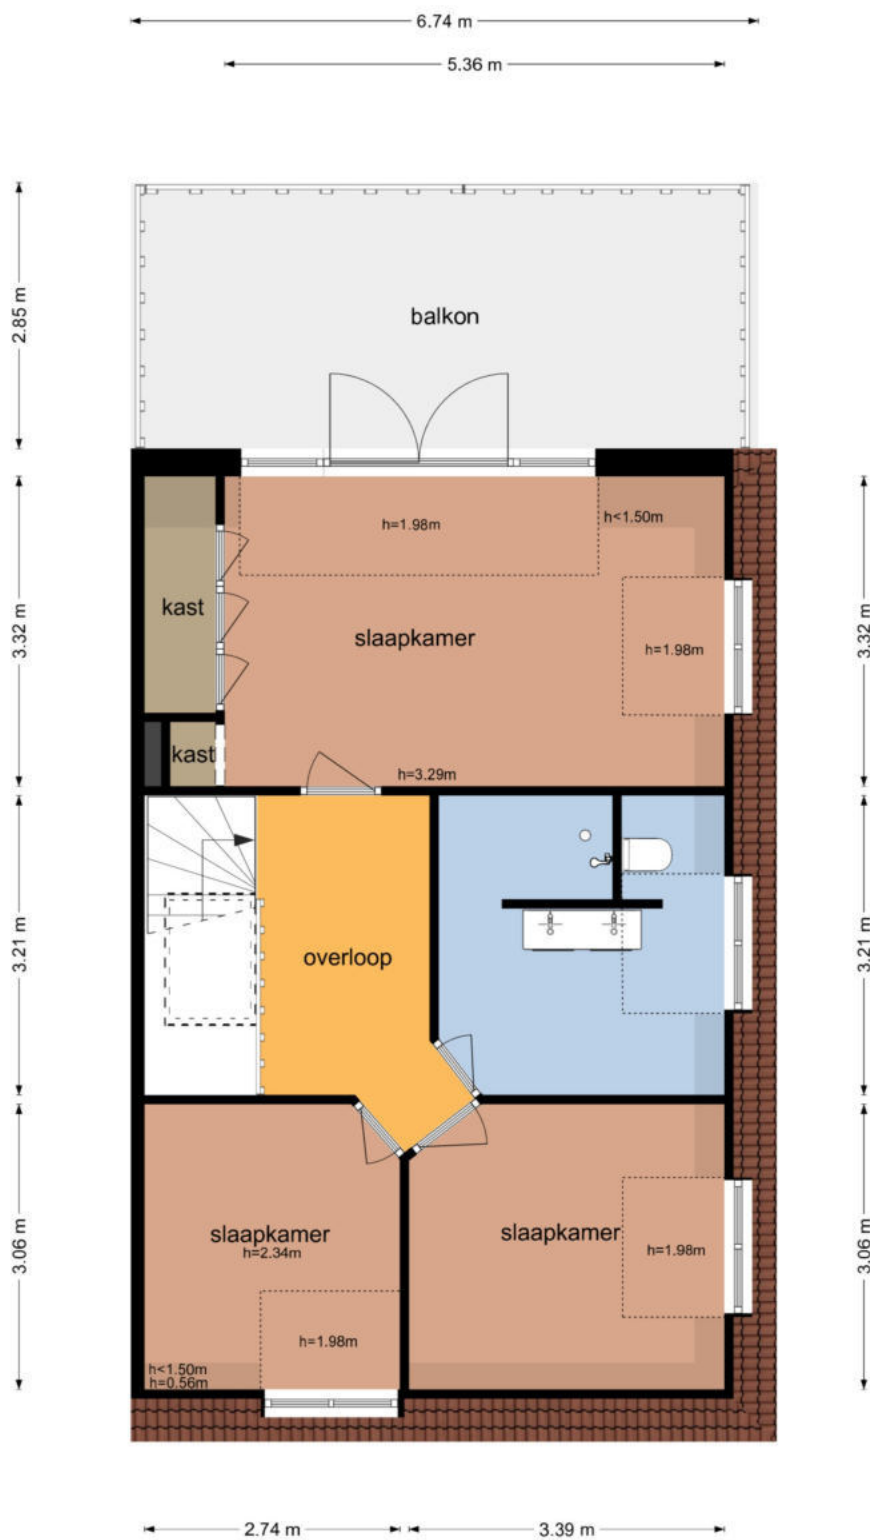 6.74 m
5.36 m
2.85 m
balkon
h=1.98m
h<1.50m
3.32 m
kast
slaapkamer
h=1.98m
3.32 m
kast
h=3.29m
3.21 m
overloop
3.21 m
3.06 m
slaapkamer
h=2.34m
slaapkamer
h=1.98m
3.06 m
h=1.98m
h<1.50m
h=0.56m
2.74 m
3.39 m